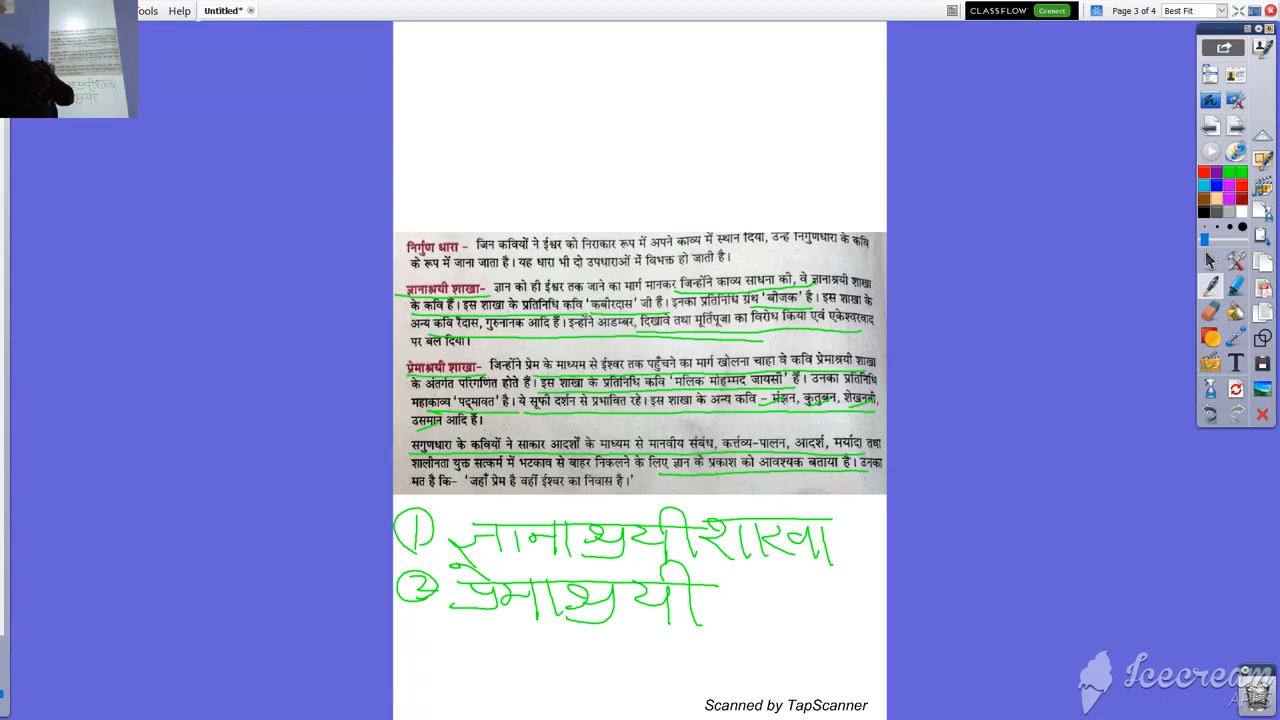 Tools Help Untitled*
CLASSFLOW Connect
Page 3 of 4 Best Fit
निर्गुण धारा - जिन कवियों ने ईश्वर को निराकार रूप में अपने काव्य में स्थान दिया, उन्हें निर्गुणधारा के कवि
के रूप में जाना जाता है। यह धारा भी दो उपधाराओं में विभक्त हो जाती है।
ज्ञानाश्रयी शाखा- ज्ञान को ही ईश्वर तक जाने का मार्ग मानकर जिन्होंने काव्य साधना की, वे ज्ञानाश्रयी शाखा
के कवि हैं। इस शाखा के प्रतिनिधि कवि 'कबीरदास' जी हैं। इनका प्रतिनिधि ग्रंथ 'बीजक' है। इस शाखा के
अन्य कवि रैदास, गुरुनानक आदि हैं। इन्होंने आडम्बर, दिखावे तथा मूर्तिपूजा का विरोध किया एवं एकेश्वरवाद
पर बल दिया।
प्रेमाश्रयी शाखा- जिन्होंने प्रेम के माध्यम से ईश्वर तक पहुँचने का मार्ग खोलना चाहा वे कवि प्रेमाश्रयी शाखा
के अंतर्गत परिगणित होते हैं। इस शाखा के प्रतिनिधि कवि 'मलिक मोहम्मद जायसी' हैं। उनका प्रतिनिधि
महाकाव्य 'पद्‌मावत' है। ये सूफी दर्शन से प्रभावित रहे। इस शाखा के अन्य कवि – मंझन, कुतुबन, शेखनबी,
उसमान आदि हैं।
सगुणधारा के कवियों ने साकार आदर्शों के माध्यम से मानवीय संबंध, कर्त्तव्य-पालन, आदर्श, मर्यादा तथा
शालीनता युक्त सत्कर्म में भटकाव से बाहर निकलने के लिए ज्ञान के प्रकाश को आवश्यक बताया है। उनका
मत है कि- 'जहाँ प्रेम है वहीं ईश्वर का निवास है।'
① ज्ञानाश्रयी शाखा
② प्रेमाश्रयी
Scanned by TapScanner
Icecream
APPS